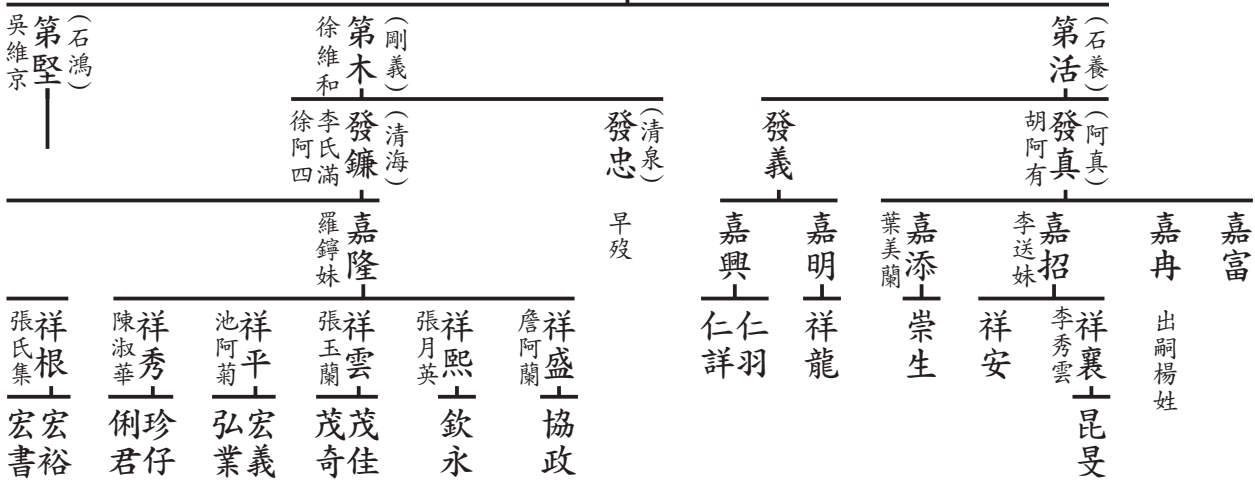 第活
(石養)
第木
(剛義)
徐維和
第堅
(石鴻)
吳維京
發真
(阿真)
胡阿有
發義
發忠
(清泉)
早歿
發鐮
(清海)
李氏滿
徐阿四
嘉富
嘉冉
出嗣楊姓
嘉招
李送妹
嘉添
葉美蘭
嘉明
嘉興
嘉隆
羅鑏妹
祥襄
李秀雲
祥安
崇生
祥龍
仁羽
仁詳
祥盛
詹阿蘭
祥熙
張月英
祥雲
張玉蘭
祥平
池阿菊
祥秀
陳淑華
祥根
張氏集
昆旻
協政
欽永
茂佳
茂奇
宏義
弘業
珍仔
俐君
宏裕
宏書